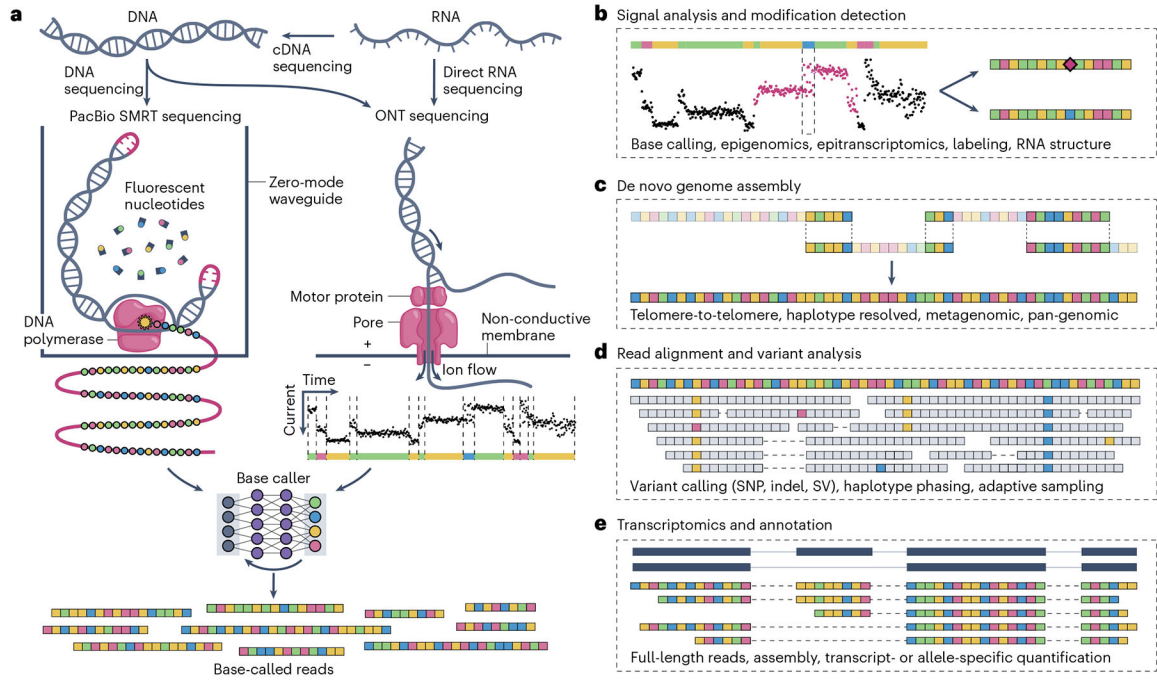 a
DNA
RNA
cDNA
sequencing
DNA
sequencing
Direct RNA
sequencing
PacBio SMRT sequencing
ONT sequencing
Fluorescent
nucleotides
Zero-mode
waveguide
DNA
polymerase
Motor protein
Pore
+
−
Non-conductive
membrane
Ion flow
Time
Current
Base caller
Base-called reads
b Signal analysis and modification detection
Base calling, epigenomics, epitranscriptomics, labeling, RNA structure
c De novo genome assembly
Telomere-to-telomere, haplotype resolved, metagenomic, pan-genomic
d Read alignment and variant analysis
Variant calling (SNP, indel, SV), haplotype phasing, adaptive sampling
e Transcriptomics and annotation
Full-length reads, assembly, transcript- or allele-specific quantification